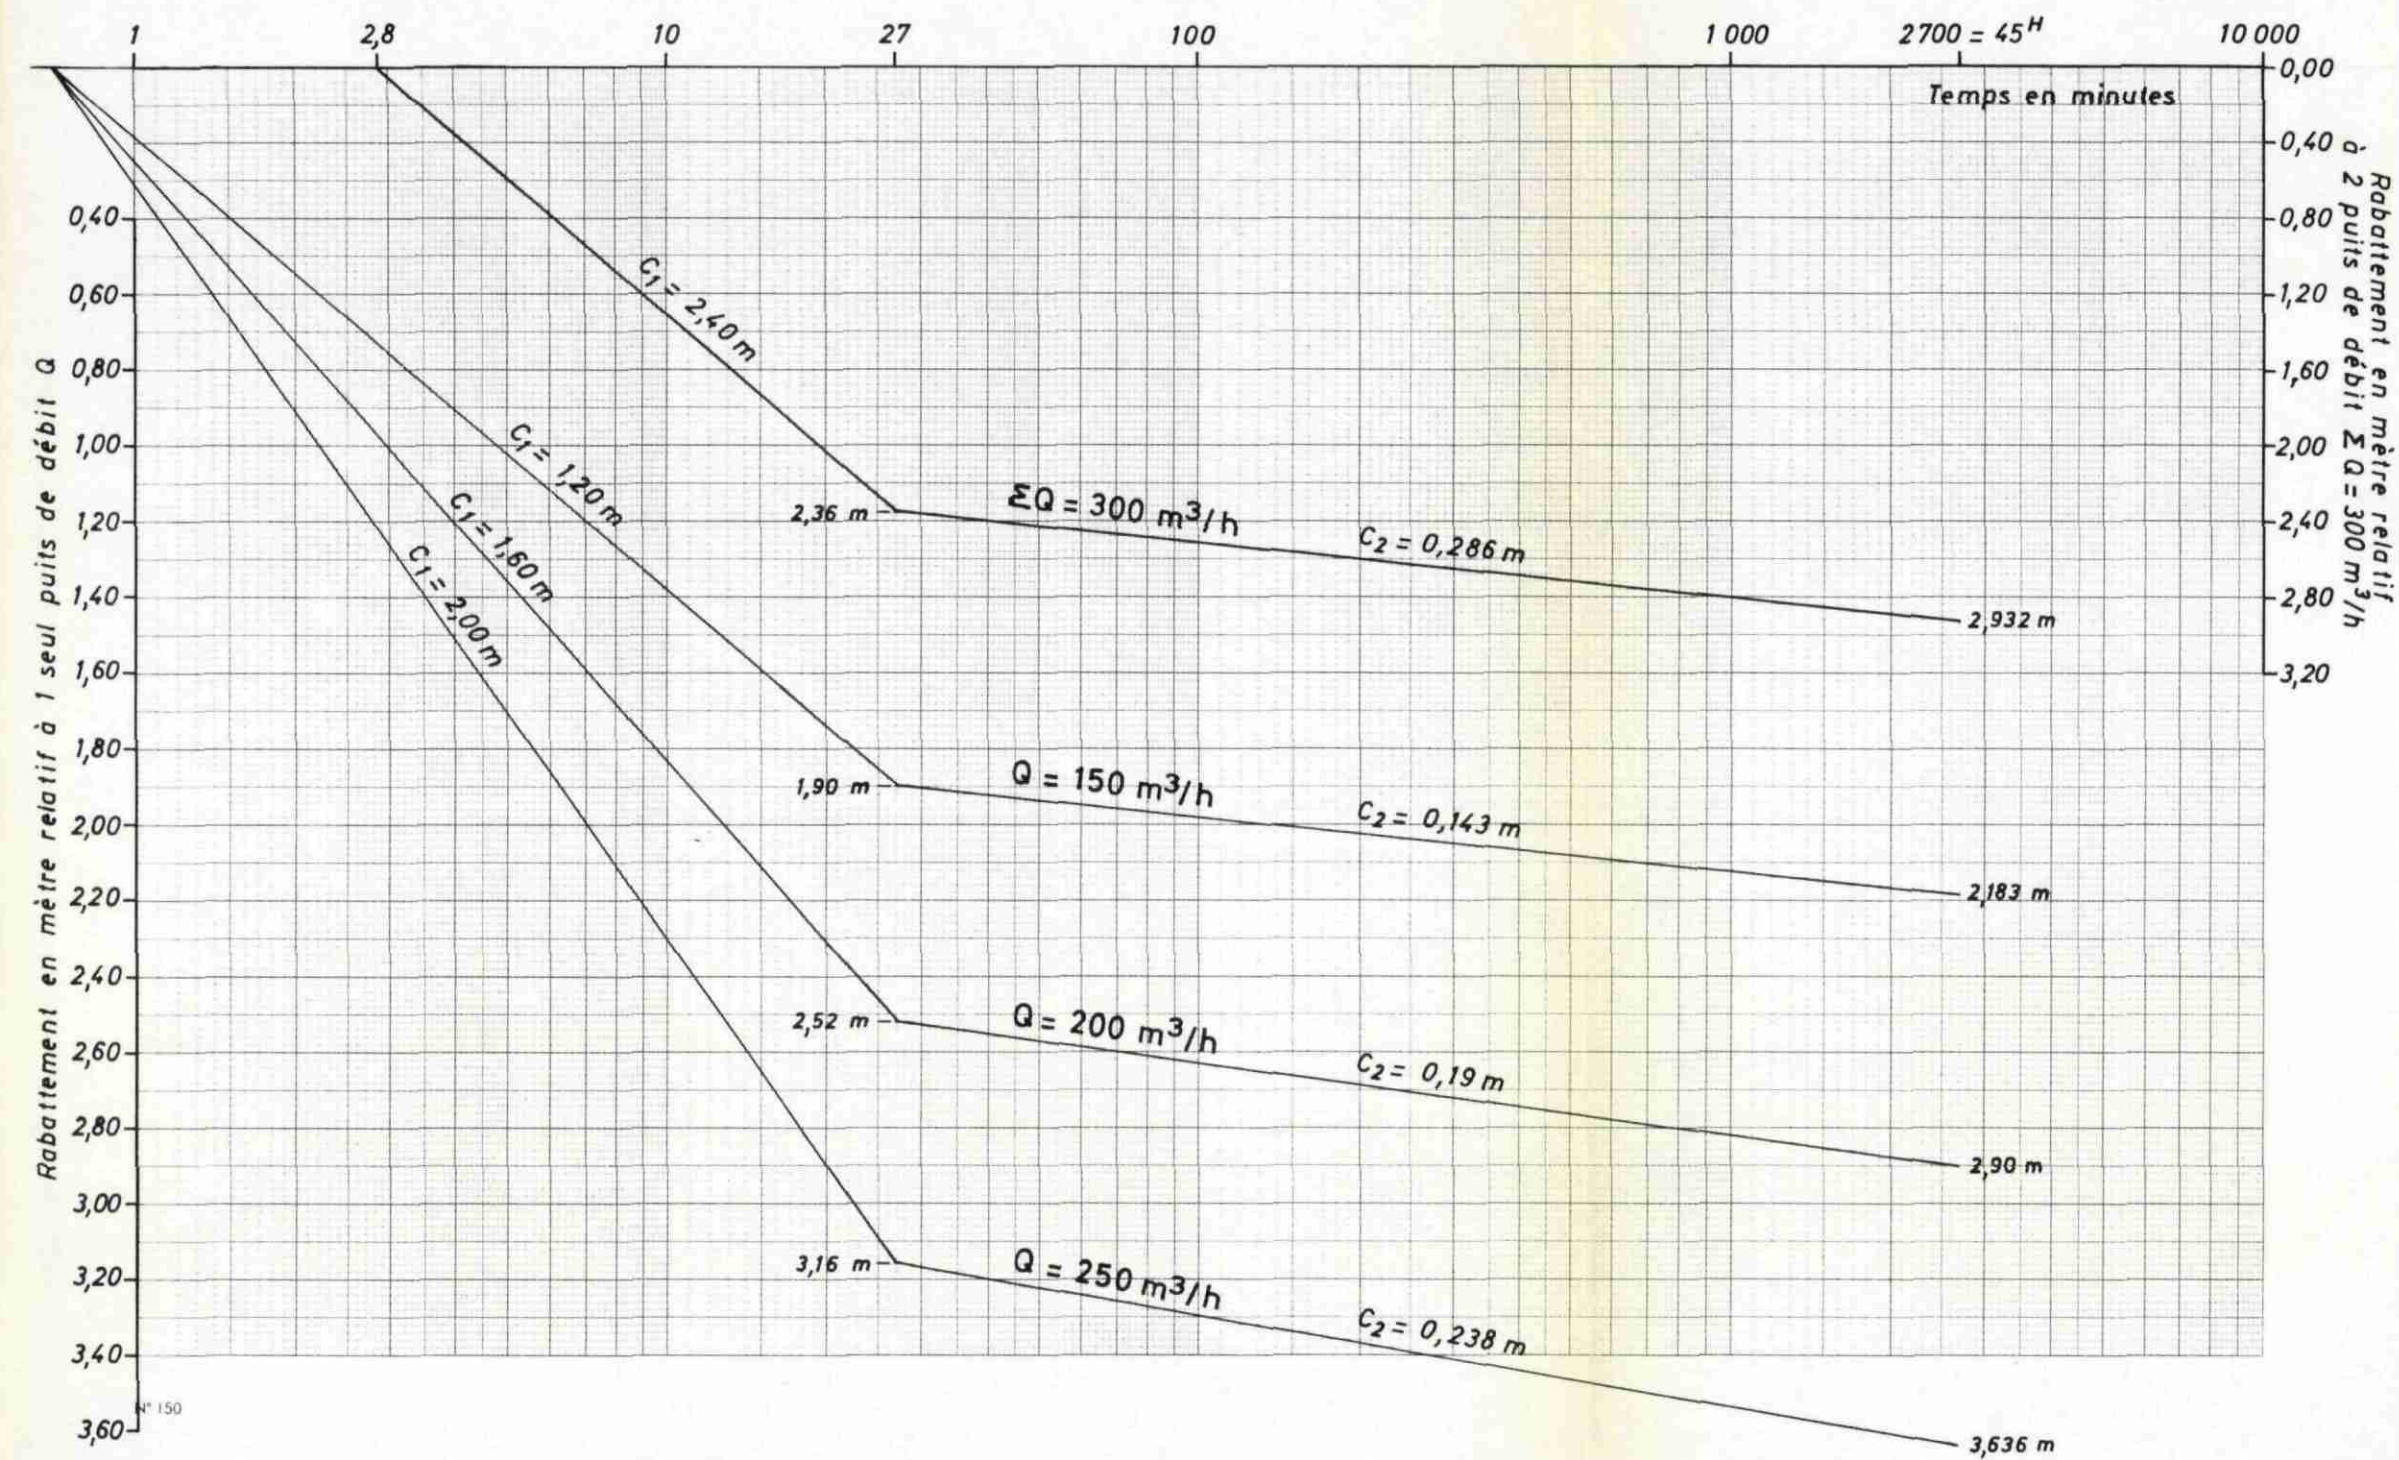 1 2,8 10 27 100 1 000 2700 = 45H 10 000
Temps en minutes
Rabattement en mètre relatif à 1 seul puits de débit Q
0,40
0,60
0,80
1,00
1,20
1,40
1,60
1,80
2,00
2,20
2,40
2,60
2,80
3,00
3,20
3,40
3,60
N° 150
0,00
0,40
0,80
1,20
1,60
2,00
2,40
2,80
3,20
Rabattement en mètre relatif
à 2 puits de débit ΣQ = 300 m³/h
C1 = 2,40 m
2,36 m
ΣQ = 300 m³/h
C2 = 0,286 m
2,932 m
C1 = 1,20 m
1,90 m
Q = 150 m³/h
C2 = 0,143 m
2,183 m
C1 = 1,60 m
2,52 m
Q = 200 m³/h
C2 = 0,19 m
2,90 m
C1 = 2,00 m
3,16 m
Q = 250 m³/h
C2 = 0,238 m
3,636 m